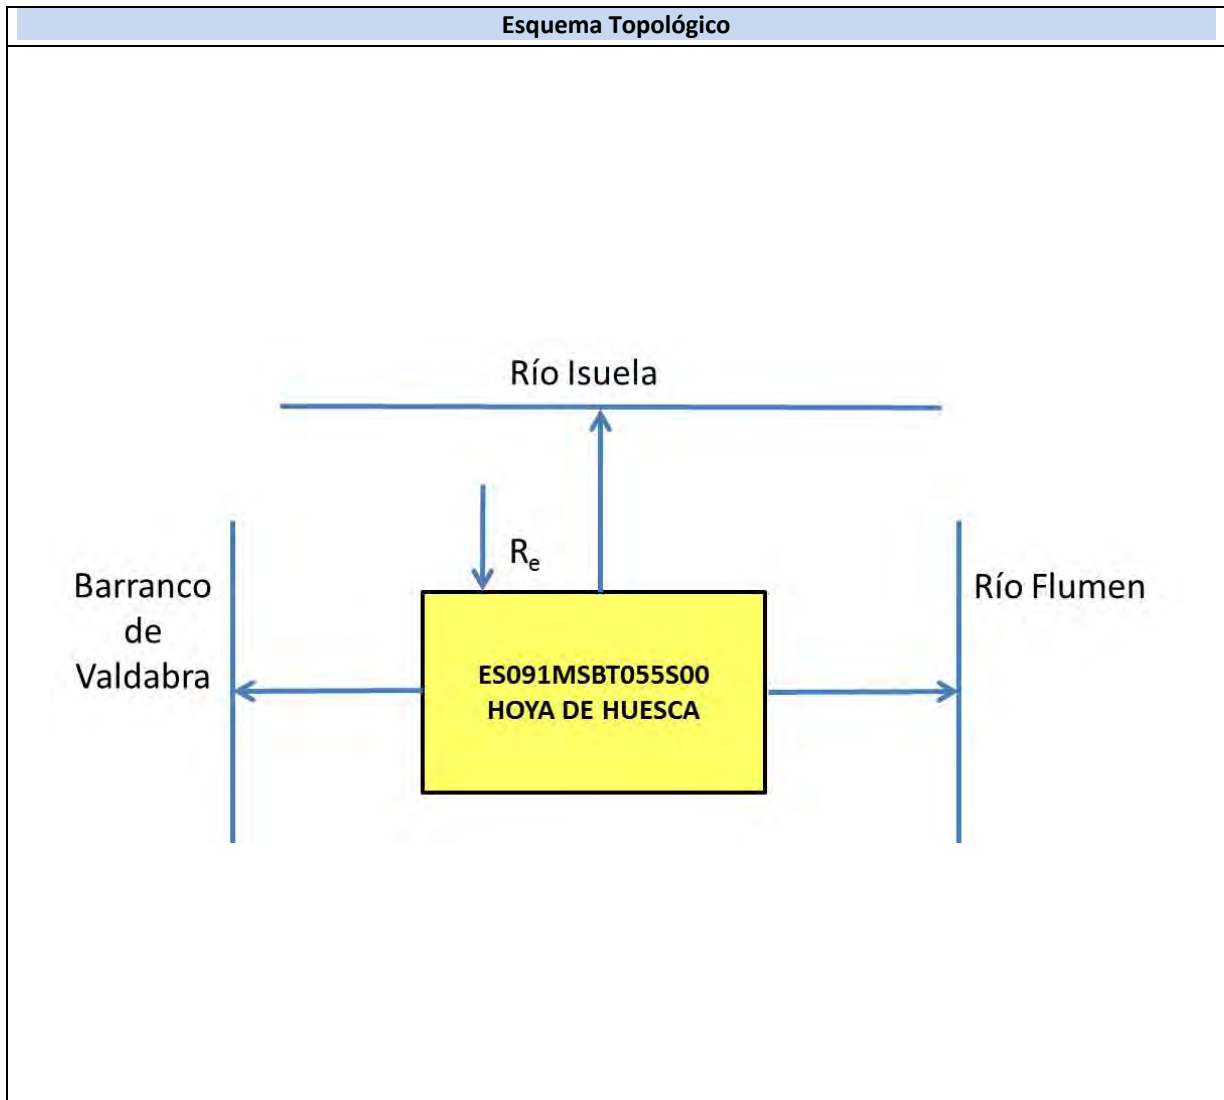 Esquema Topológico
Río Isuela
Re
Barranco
de
Valdabra
Río Flumen
ES091MSBT055S00
HOYA DE HUESCA